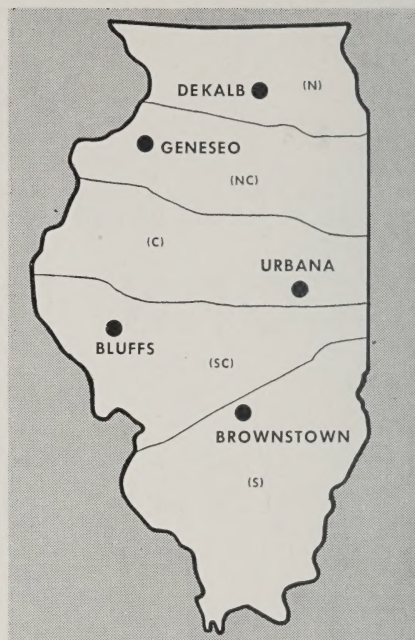 DEKALB
(N)
GENESEO
(NC)
(C)
URBANA
BLUFFS
(SC)
BROWNSTOWN
(S)